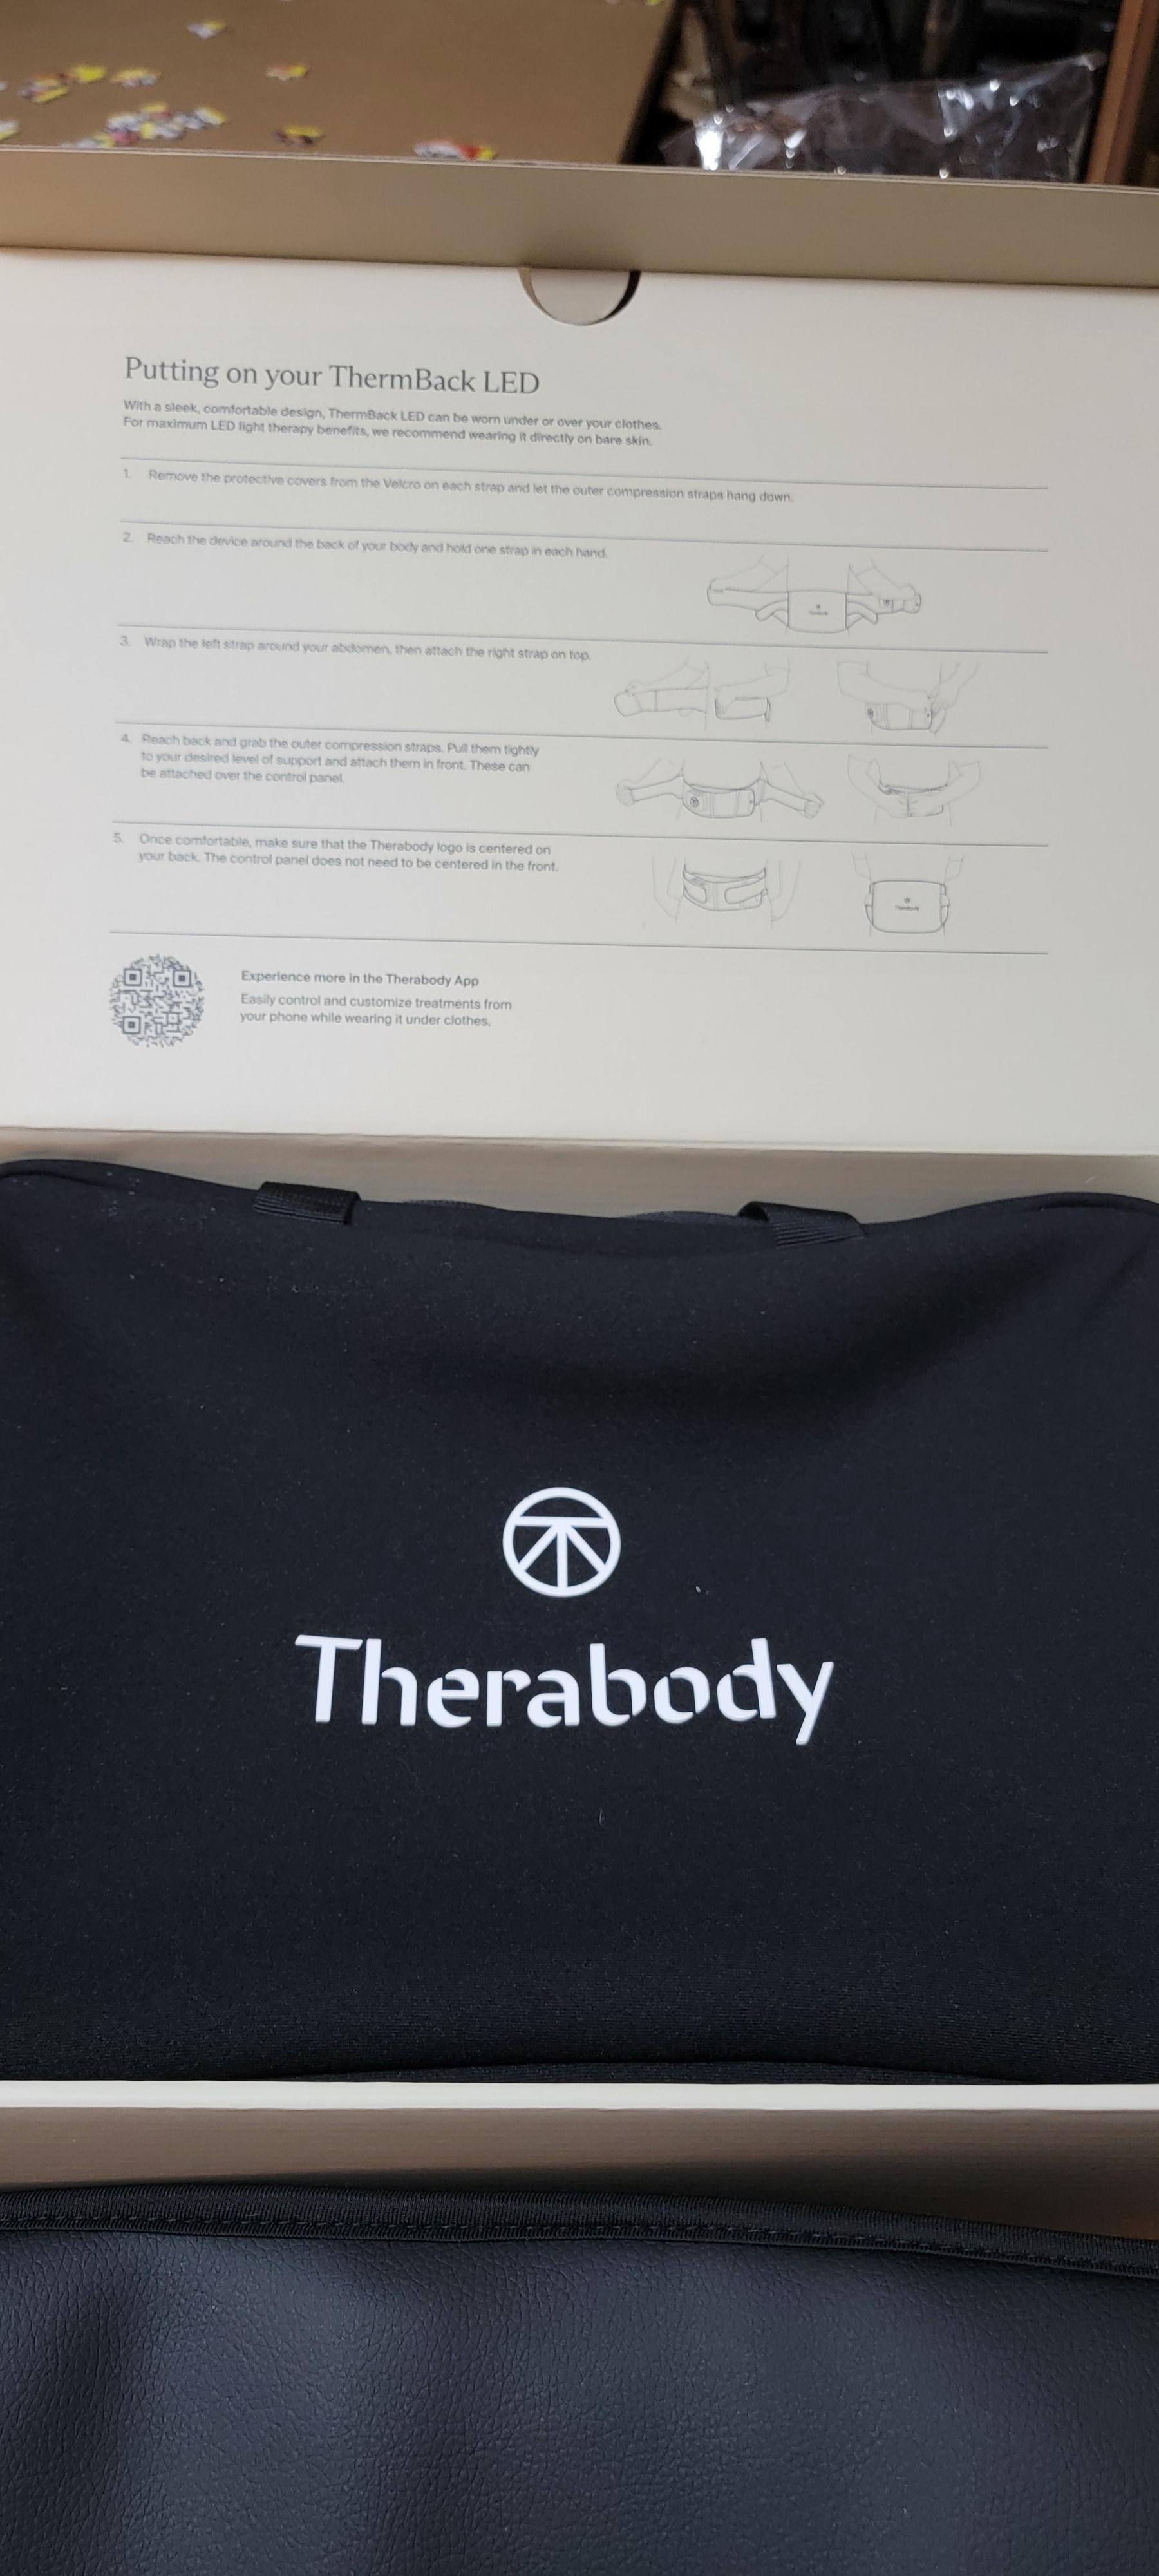 Putting on your ThermBack LED
With a sleek, comfortable design, ThermBack LED can be worn under or over your clothes.
For maximum LED light therapy benefits, we recommend wearing it directly on bare skin.
1. Remove the protective covers from the Velcro on each strap and let the outer compression straps hang down.
2. Reach the device around the back of your body and hold one strap in each hand.
3. Wrap the left strap around your abdomen, then attach the right strap on top.
4. Reach back and grab the outer compression straps. Pull them tightly
to your desired level of support and attach them in front. These can
be attached over the control panel.
5. Once comfortable, make sure that the Therabody logo is centered on
your back. The control panel does not need to be centered in the front.
Therabody
Experience more in the Therabody App
Easily control and customize treatments from
your phone while wearing it under clothes.
Therabody